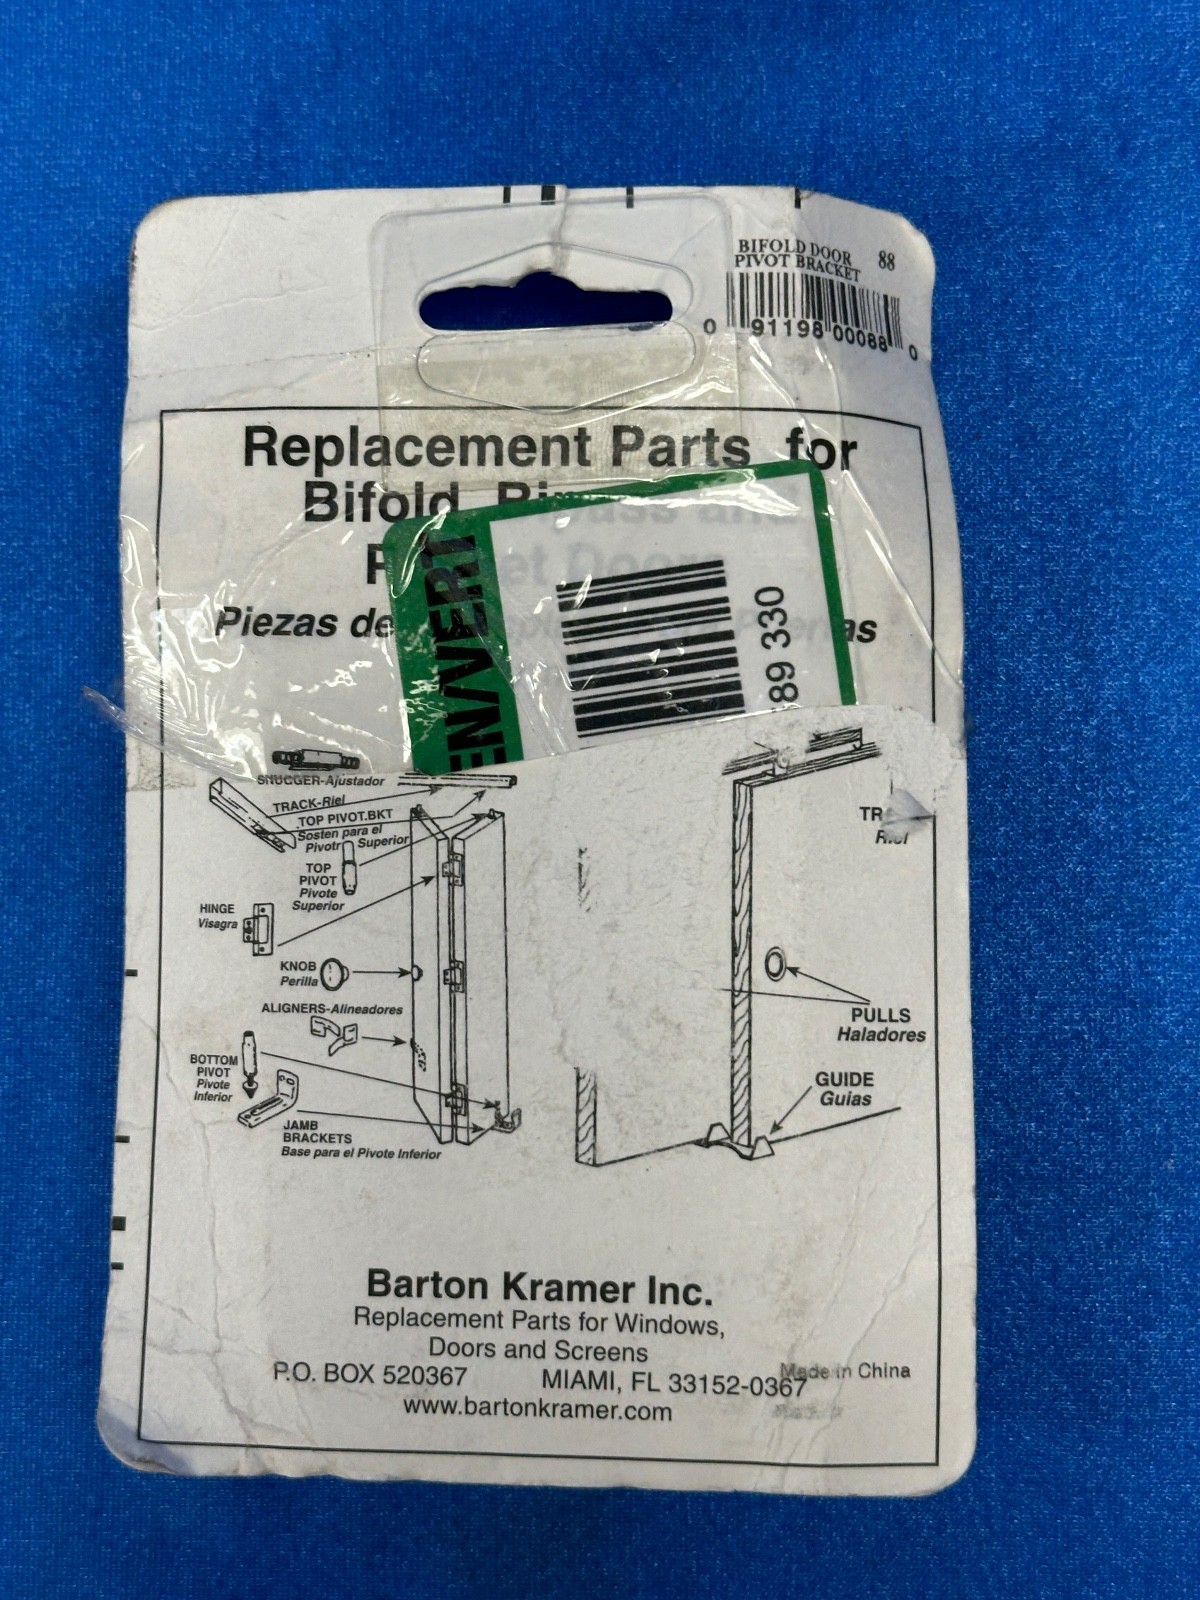 BIFOLD DOOR 88
PIVOT BRACKET
0 91198 00088 0
Replacement Parts for
Bifold,
Piezas de
89 330
SNUGGER-Ajustador
TRACK-Riel
TOP PIVOT.BKT
Sosten para el
Pivotr Superior
TOP
PIVOT
Pivote
Superior
HINGE
Visagra
KNOB
Perilla
ALIGNERS-Alineadores
BOTTOM
PIVOT
Pivote
Inferior
JAMB
BRACKETS
Base para el Pivote Inferior
Riel
PULLS
Haladores
GUIDE
Guias
Barton Kramer Inc.
Replacement Parts for Windows,
Doors and Screens
P.O. BOX 520367 MIAMI, FL 33152-0367
Made in China
www.bartonkramer.com